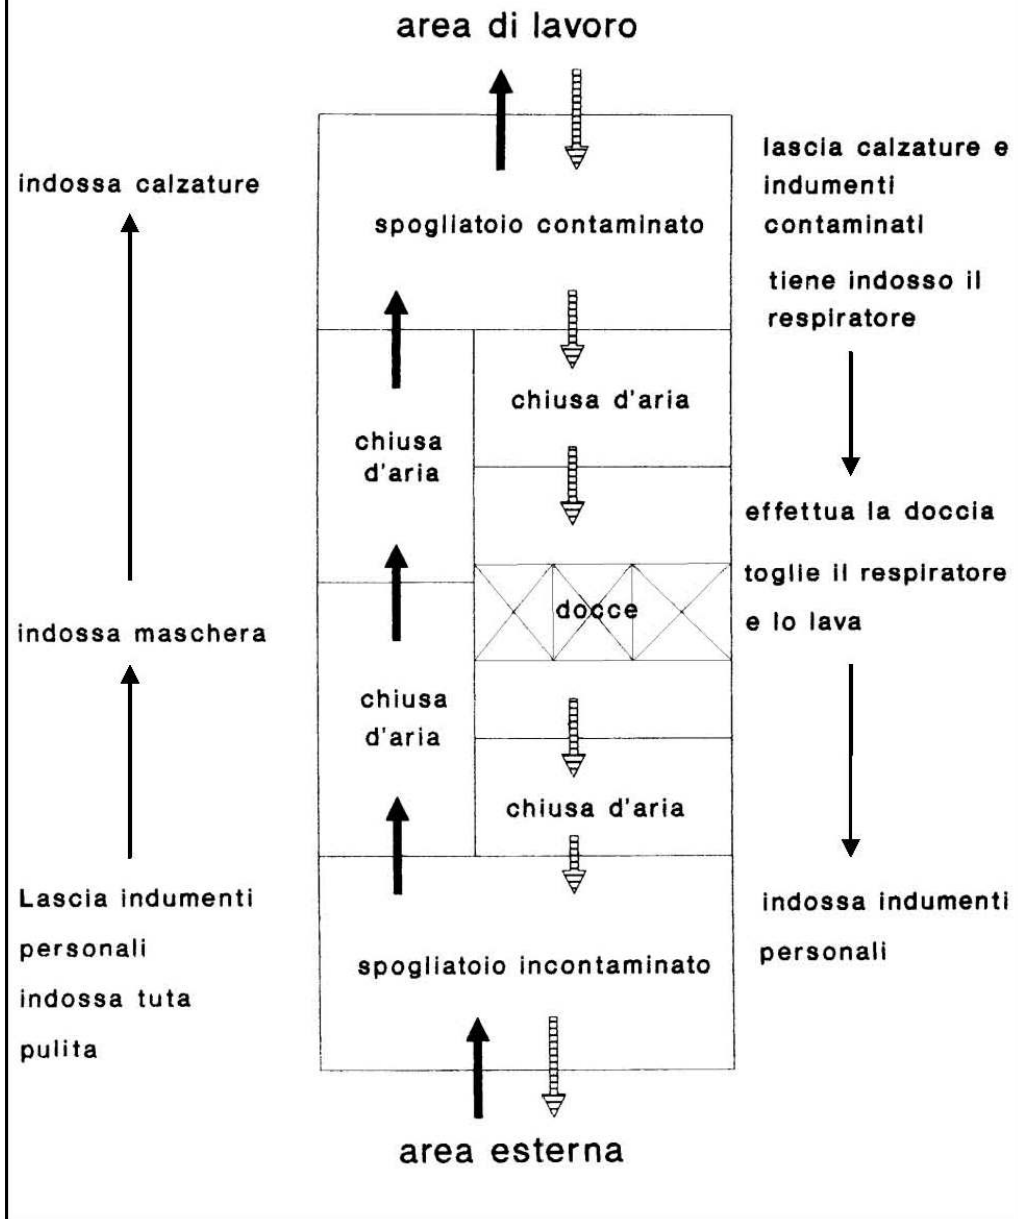 area di lavoro
indossa calzature
lascia calzature e
indumenti
contaminati
tiene indosso il
respiratore
spogliatoio contaminato
chiusa d'aria
chiusa
d'aria
effettua la doccia
toglie il respiratore
e lo lava
docce
indossa maschera
chiusa
d'aria
chiusa d'aria
Lascia indumenti
personali
indossa tuta
pulita
indossa indumenti
personali
spogliatoio incontaminato
area esterna